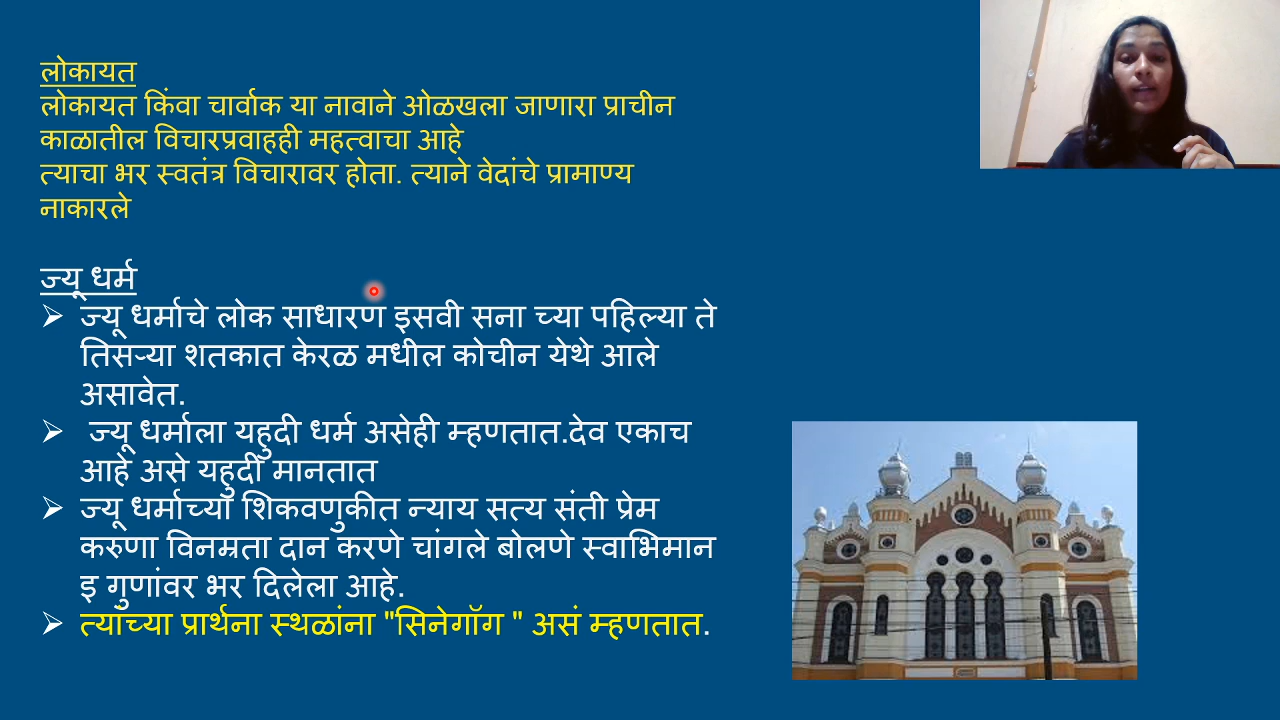 लोकायत
लोकायत किंवा चार्वाक या नावाने ओळखला जाणारा प्राचीन
काळातील विचारप्रवाहही महत्वाचा आहे
त्याचा भर स्वतंत्र विचारावर होता. त्याने वेदांचे प्रामाण्य
नाकारले
ज्यू धर्म
➢ ज्यू धर्माचे लोक साधारण इसवी सना च्या पहिल्या ते
तिसऱ्या शतकात केरळ मधील कोचीन येथे आले
असावेत.
➢ ज्यू धर्माला यहुदी धर्म असेही म्हणतात.देव एकाच
आहे असे यहुदी मानतात
➢ ज्यू धर्माच्या शिकवणुकीत न्याय सत्य संती प्रेम
करुणा विनम्रता दान करणे चांगले बोलणे स्वाभिमान
इ गुणांवर भर दिलेला आहे.
➢ त्यांच्या प्रार्थना स्थळांना "सिनेगॉग " असं म्हणतात.